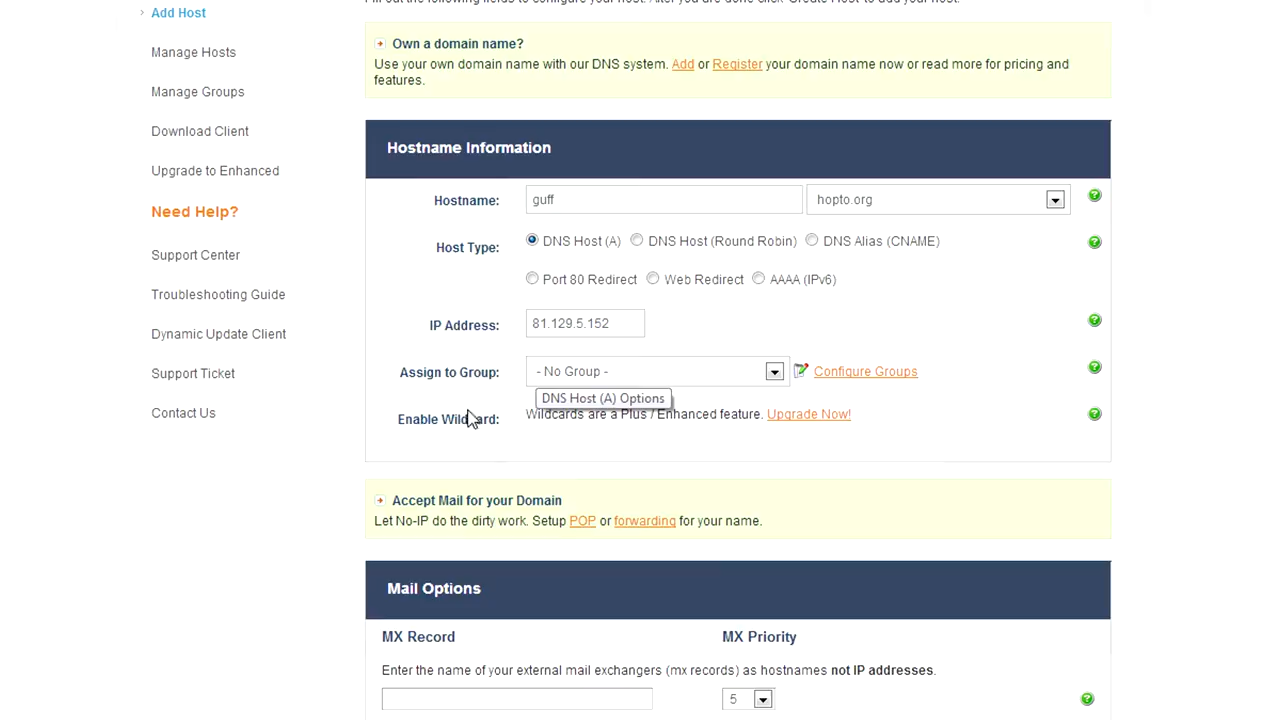 Add Host
Manage Hosts
Manage Groups
Download Client
Upgrade to Enhanced
Need Help?
Support Center
Troubleshooting Guide
Dynamic Update Client
Support Ticket
Contact Us
Own a domain name?
Use your own domain name with our DNS system. Add or Register your domain name now or read more for pricing and
features.
Hostname Information
Hostname: guff hopto.org
Host Type: DNS Host (A) DNS Host (Round Robin) DNS Alias (CNAME)
Port 80 Redirect Web Redirect AAAA (IPv6)
IP Address: 81.129.5.152
Assign to Group: - No Group - Configure Groups
DNS Host (A) Options
Enable Wildcard: Wildcards are a Plus / Enhanced feature. Upgrade Now!
Accept Mail for your Domain
Let No-IP do the dirty work. Setup POP or forwarding for your name.
Mail Options
MX Record MX Priority
Enter the name of your external mail exchangers (mx records) as hostnames not IP addresses.
5